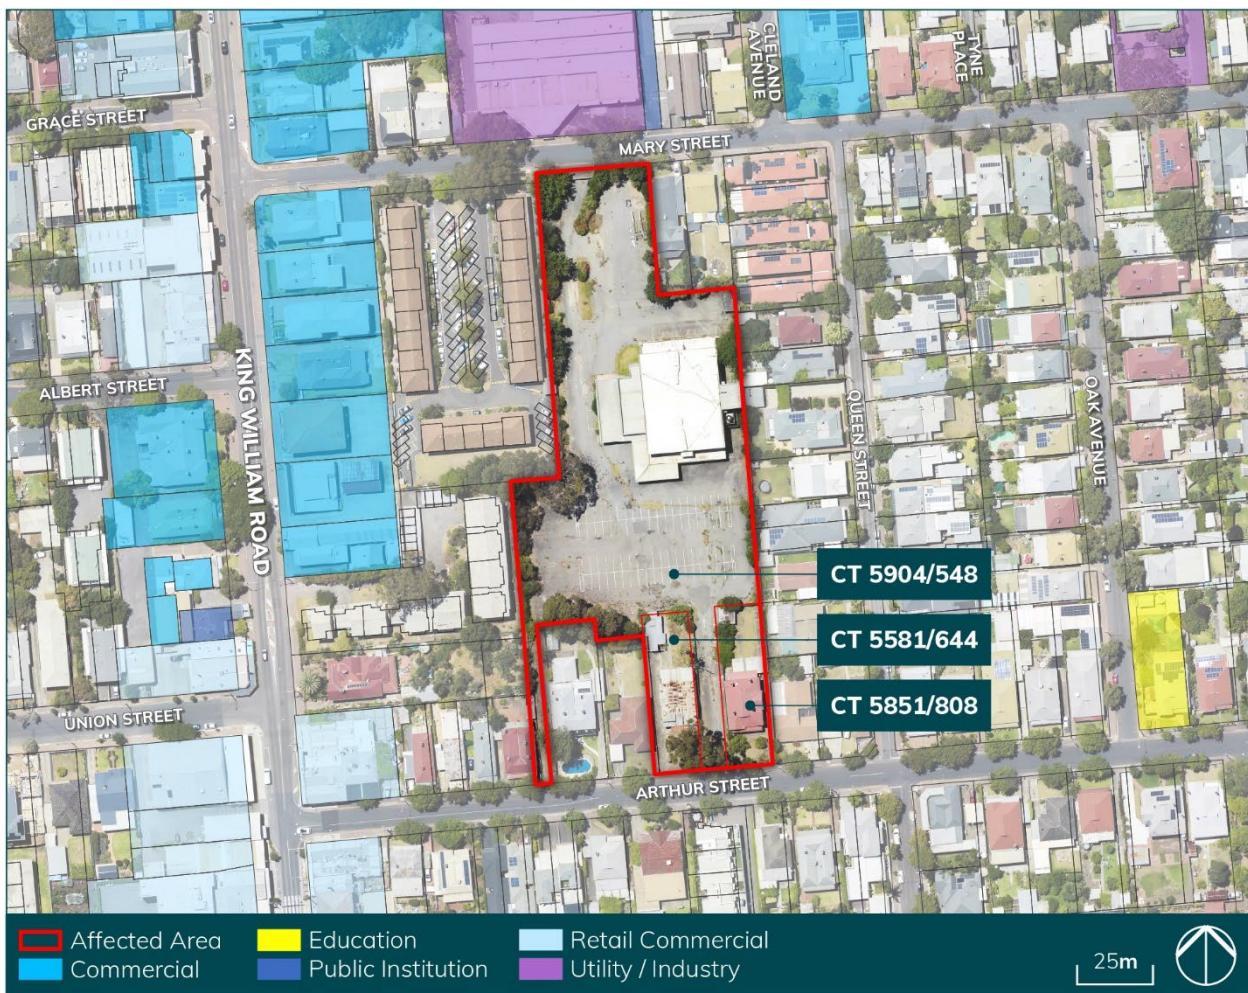 CLELAND
AVENUE
TYNE
PLACE
GRACE STREET
MARY STREET
ALBERT STREET
KING WILLIAM ROAD
QUEEN STREET
OAK AVENUE
CT 5904/548
CT 5581/644
CT 5851/808
UNION STREET
ARTHUR STREET
Affected Area
Commercial
Education
Public Institution
Retail Commercial
Utility / Industry
25m